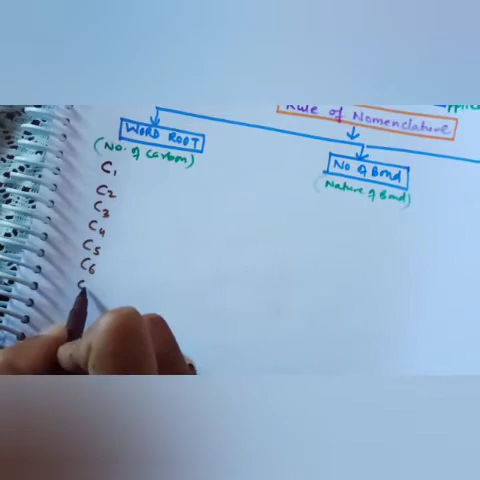 Rule of Nomenclature
WORD ROOT
(No. of Carbon)
No of Bond
(Nature of Bond)
C1
C2
C3
C4
C5
C6
C